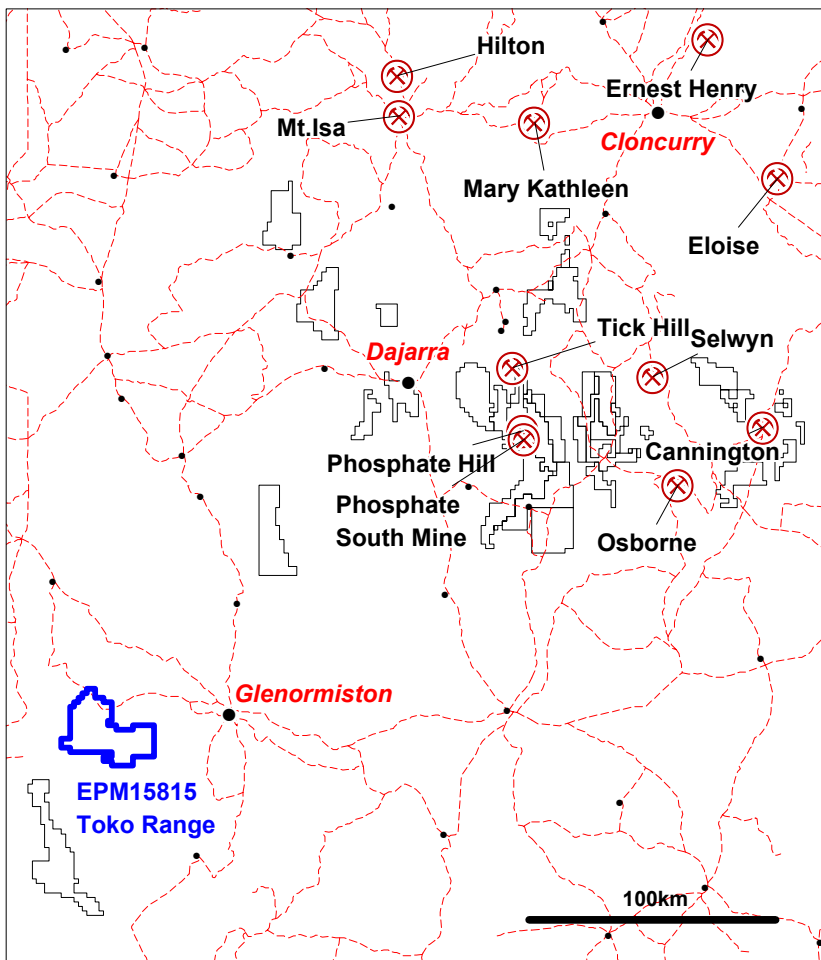 Hilton
Ernest Henry
Mt.Isa
Cloncurry
Mary Kathleen
Eloise
Tick Hill
Selwyn
Dajarra
Phosphate Hill
Cannington
Phosphate
South Mine
Osborne
Glenormiston
EPM15815
Toko Range
100km